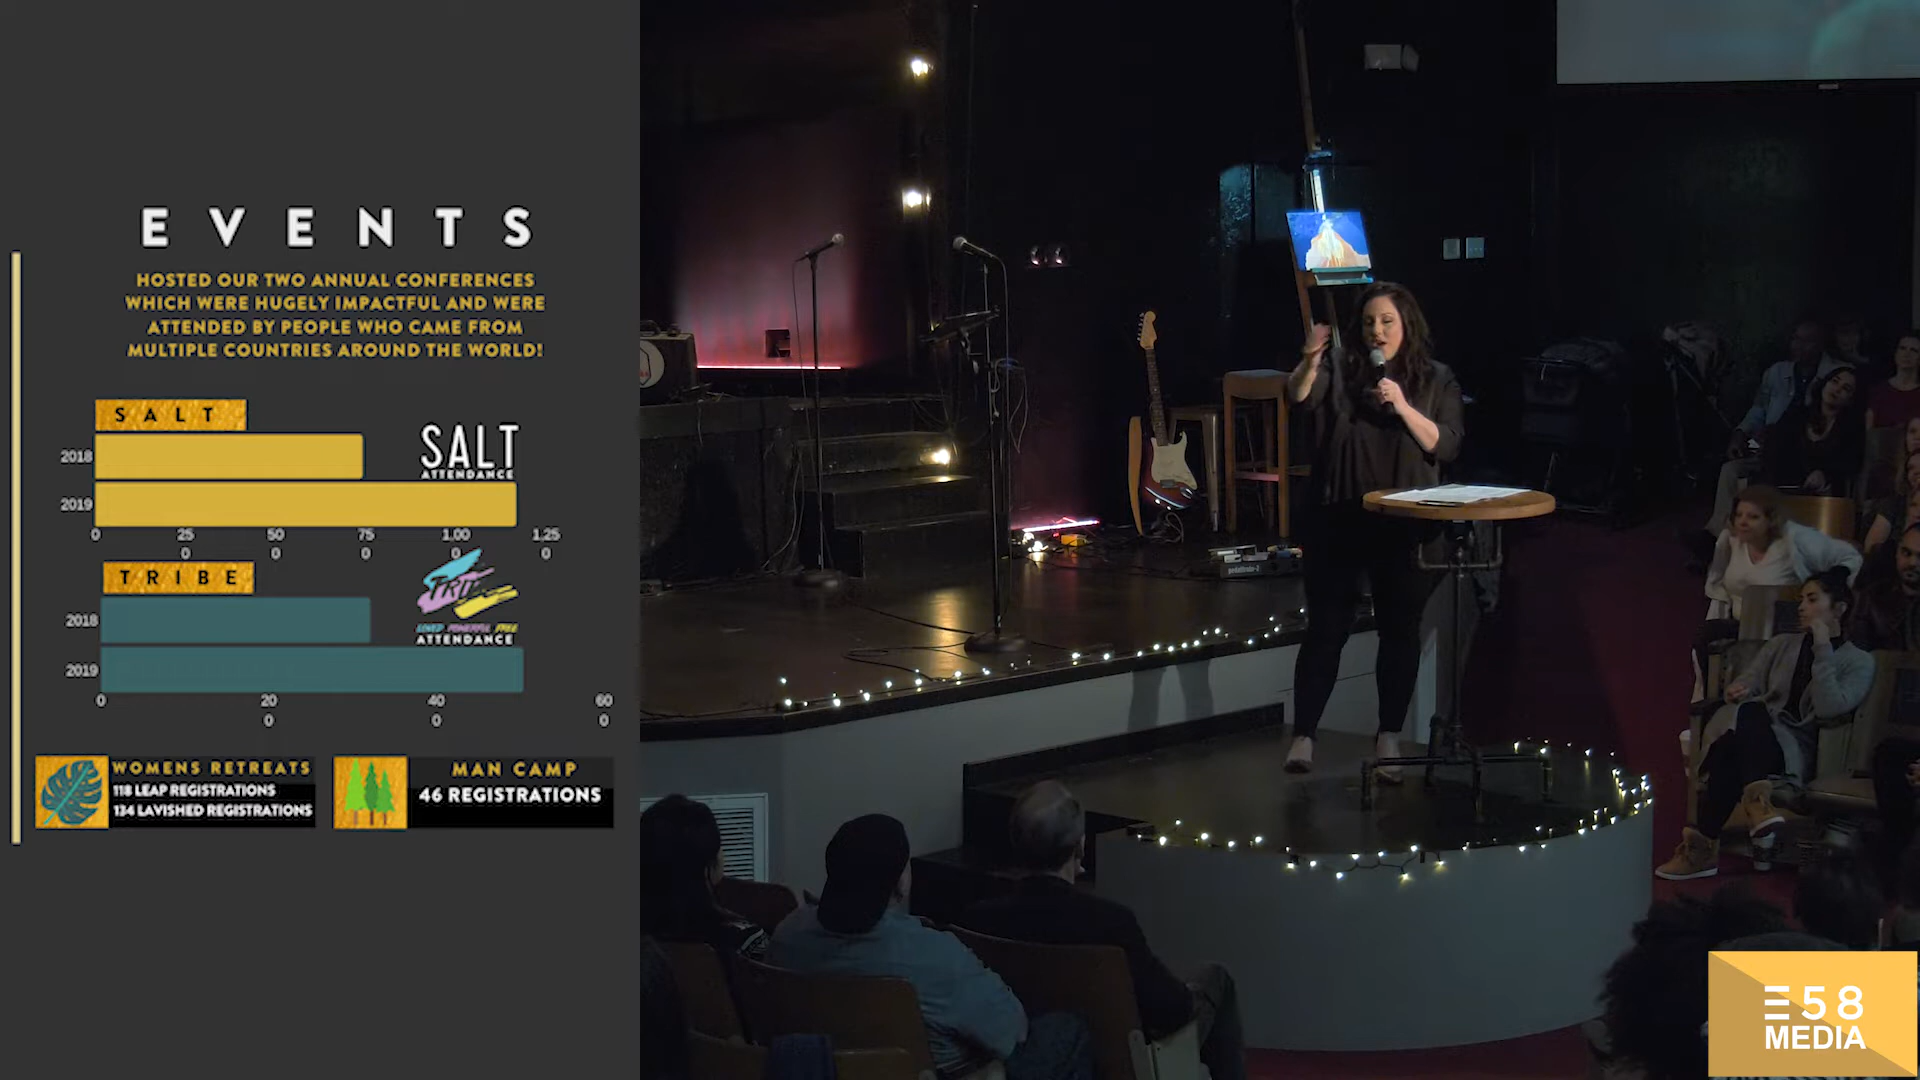 EVENTS
HOSTED OUR TWO ANNUAL CONFERENCES
WHICH WERE HUGELY IMPACTFUL AND WERE
ATTENDED BY PEOPLE WHO CAME FROM
MULTIPLE COUNTRIES AROUND THE WORLD!
SALT
SALT
ATTENDANCE
2018
2019
0 25 50 75 1,00 1,25
0 0 0 0 0
TRIBE
ATTENDANCE
2018
2019
0 20 40 60
0 0 0
WOMENS RETREATS
118 LEAP REGISTRATIONS
134 LAVISHED REGISTRATIONS
MAN CAMP
46 REGISTRATIONS
58
MEDIA